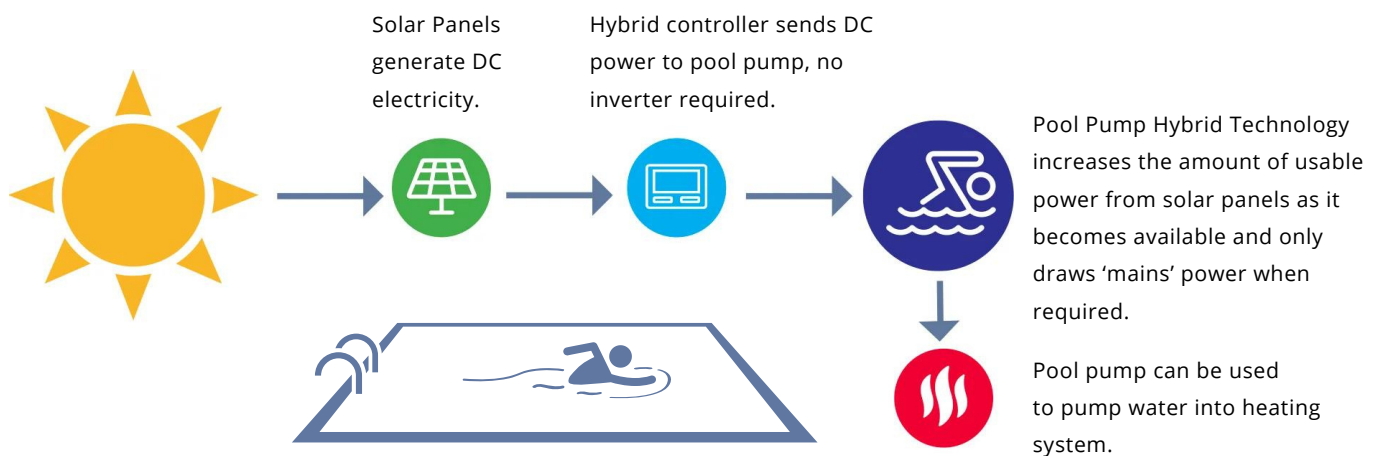 Solar Panels
generate DC
electricity.
Hybrid controller sends DC
power to pool pump, no
inverter required.
Pool Pump Hybrid Technology
increases the amount of usable
power from solar panels as it
becomes available and only
draws ‘mains’ power when
required.
Pool pump can be used
to pump water into heating
system.